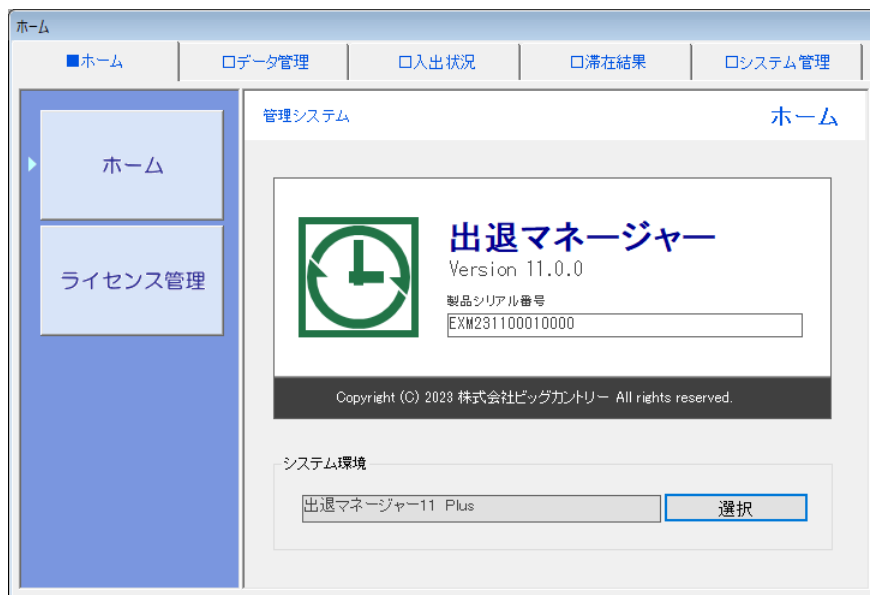 ホーム
■ホーム
□データ管理
□入出状況
□滞在結果
□システム管理
ホーム
ライセンス管理
管理システム
ホーム
出退マネージャー
Version 11.0.0
製品シリアル番号
EXM231100010000
Copyright (C) 2023 株式会社ビッグカントリー All rights reserved.
システム環境
出退マネージャー11 Plus
選択